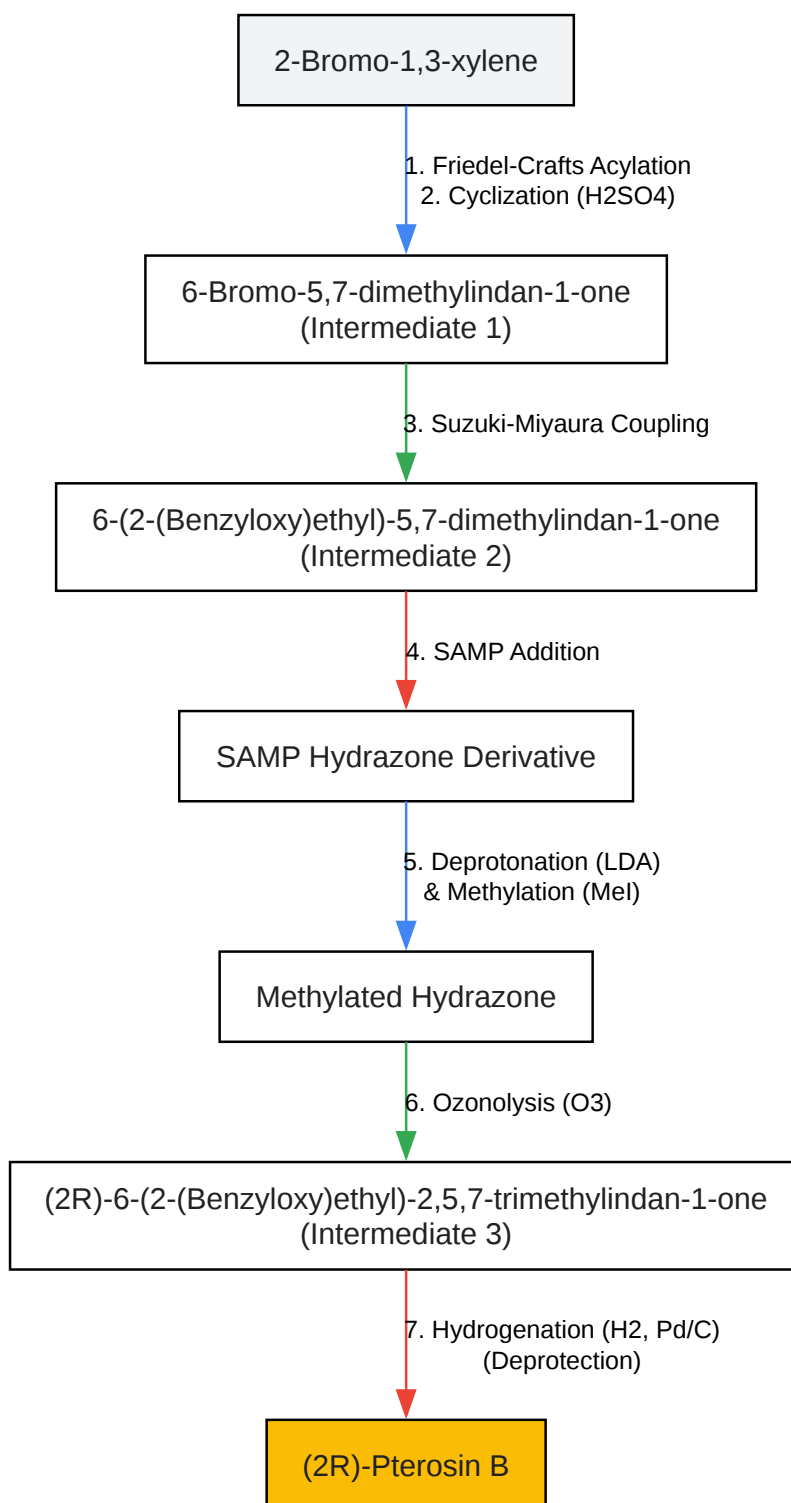 2-Bromo-1,3-xylene
1. Friedel-Crafts Acylation
2. Cyclization (H2SO4)
6-Bromo-5,7-dimethylindan-1-one
(Intermediate 1)
3. Suzuki-Miyaura Coupling
6-(2-(Benzyloxy)ethyl)-5,7-dimethylindan-1-one
(Intermediate 2)
4. SAMP Addition
SAMP Hydrazone Derivative
5. Deprotonation (LDA)
& Methylation (MeI)
Methylated Hydrazone
6. Ozonolysis (O3)
(2R)-6-(2-(Benzyloxy)ethyl)-2,5,7-trimethylindan-1-one
(Intermediate 3)
7. Hydrogenation (H2, Pd/C)
(Deprotection)
(2R)-Pterosin B